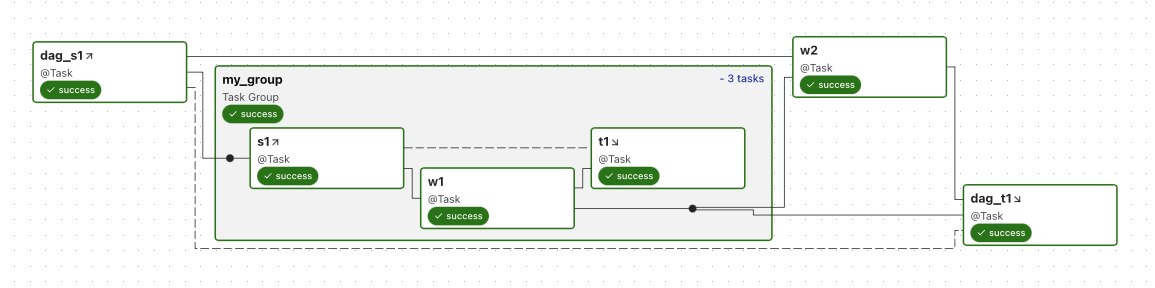 dag_s1
@Task
success
my_group
- 3 tasks
Task Group
success
s1
@Task
success
w1
@Task
success
t1
@Task
success
w2
@Task
success
dag_t1
@Task
success